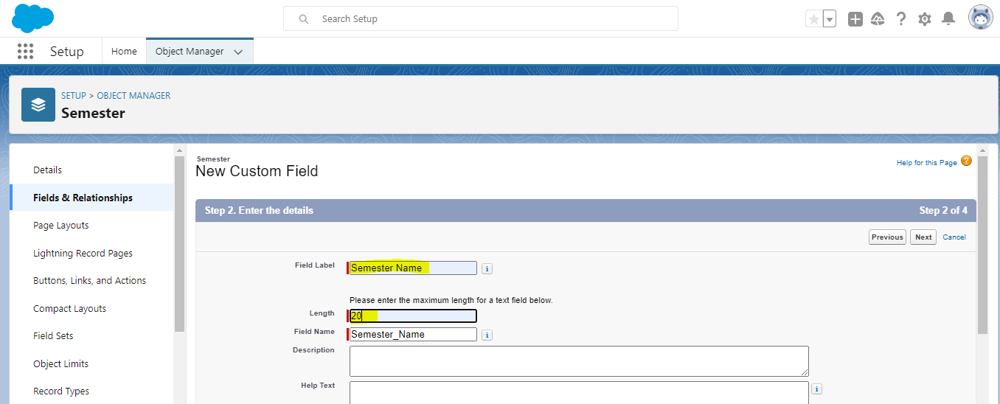 Search Setup
Setup
Home
Object Manager
SETUP > OBJECT MANAGER
Semester
Details
Fields & Relationships
Page Layouts
Lightning Record Pages
Buttons, Links, and Actions
Compact Layouts
Field Sets
Object Limits
Record Types
Semester
New Custom Field
Help for this Page ?
Step 2. Enter the details Step 2 of 4
Previous Next Cancel
Field Label Semester Name i
Please enter the maximum length for a text field below.
Length 20
Field Name Semester_Name i
Description
Help Text i